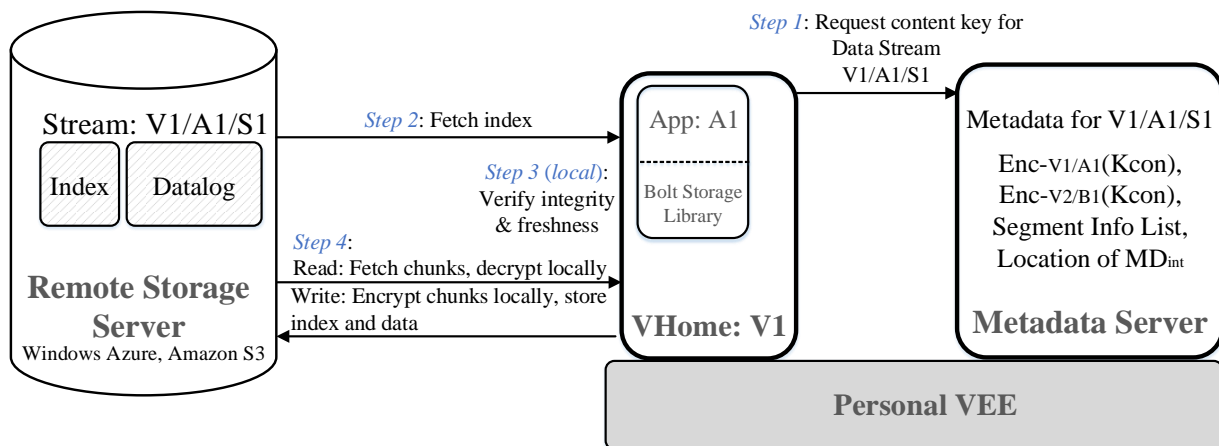 Stream: V1/A1/S1
Index
Datalog
Remote Storage
Server
Windows Azure, Amazon S3
Step 2: Fetch index
Step 3 (local):
Verify integrity
& freshness
Step 4:
Read: Fetch chunks, decrypt locally
Write: Encrypt chunks locally, store
index and data
App: A1
Bolt Storage
Library
VHome: V1
Step 1: Request content key for
Data Stream
V1/A1/S1
Metadata for V1/A1/S1
Enc-V1/A1(Kcon),
Enc-V2/B1(Kcon),
Segment Info List,
Location of MDint
Metadata Server
Personal VEE